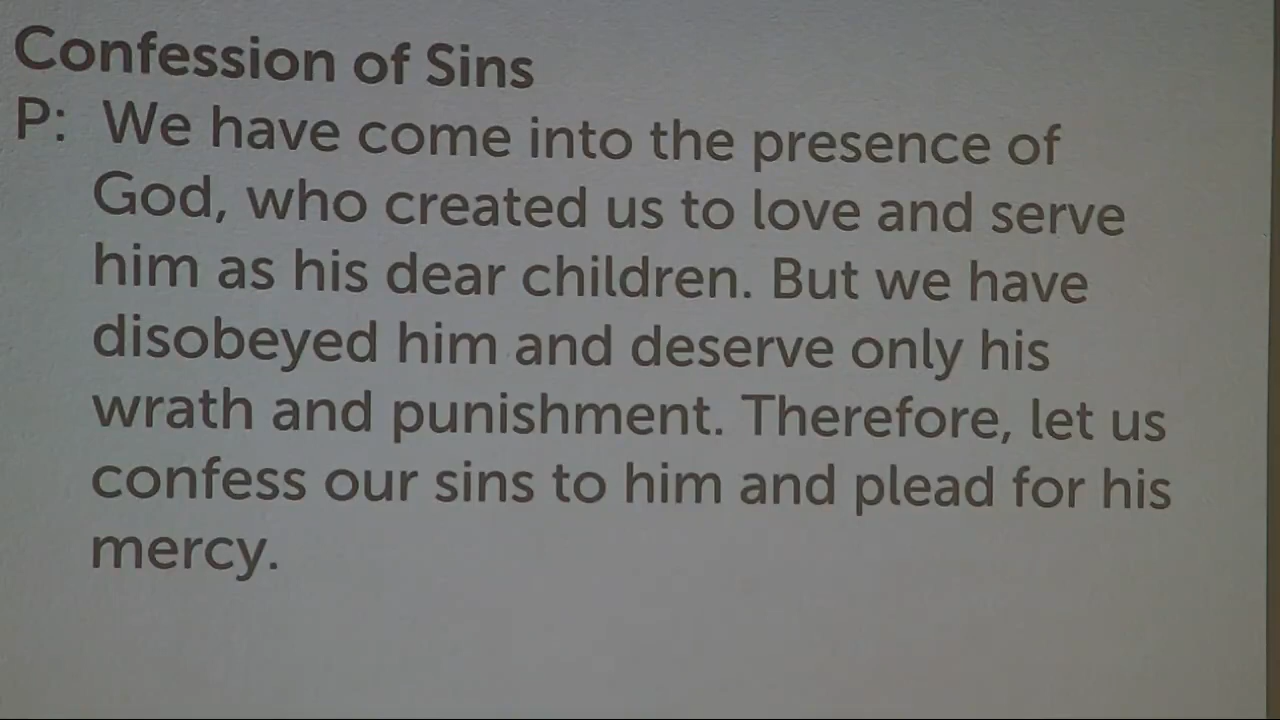 Confession of Sins
P: We have come into the presence of
God, who created us to love and serve
him as his dear children. But we have
disobeyed him and deserve only his
wrath and punishment. Therefore, let us
confess our sins to him and plead for his
mercy.